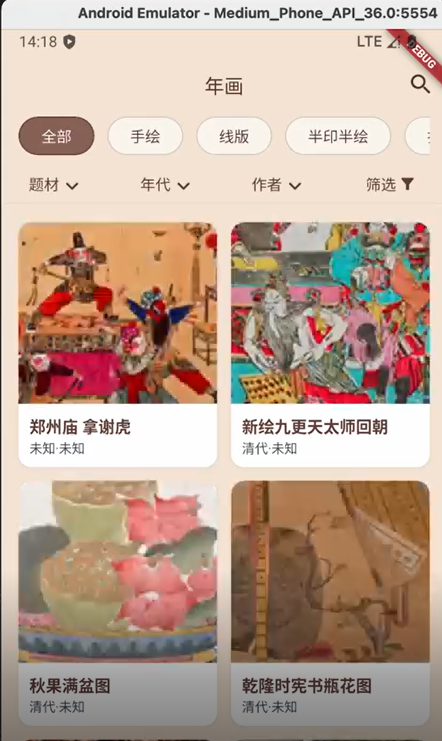 Android Emulator - Medium_Phone_API_36.0:5554
14:18 LTE
EBUG
年画
全部 手绘 线版 半印半绘
题材 年代 作者 筛选
郑州庙 拿谢虎 新绘九更天太师回朝
未知·未知 清代·未知
秋果满盆图 乾隆时宪书瓶花图
清代·未知 清代·未知